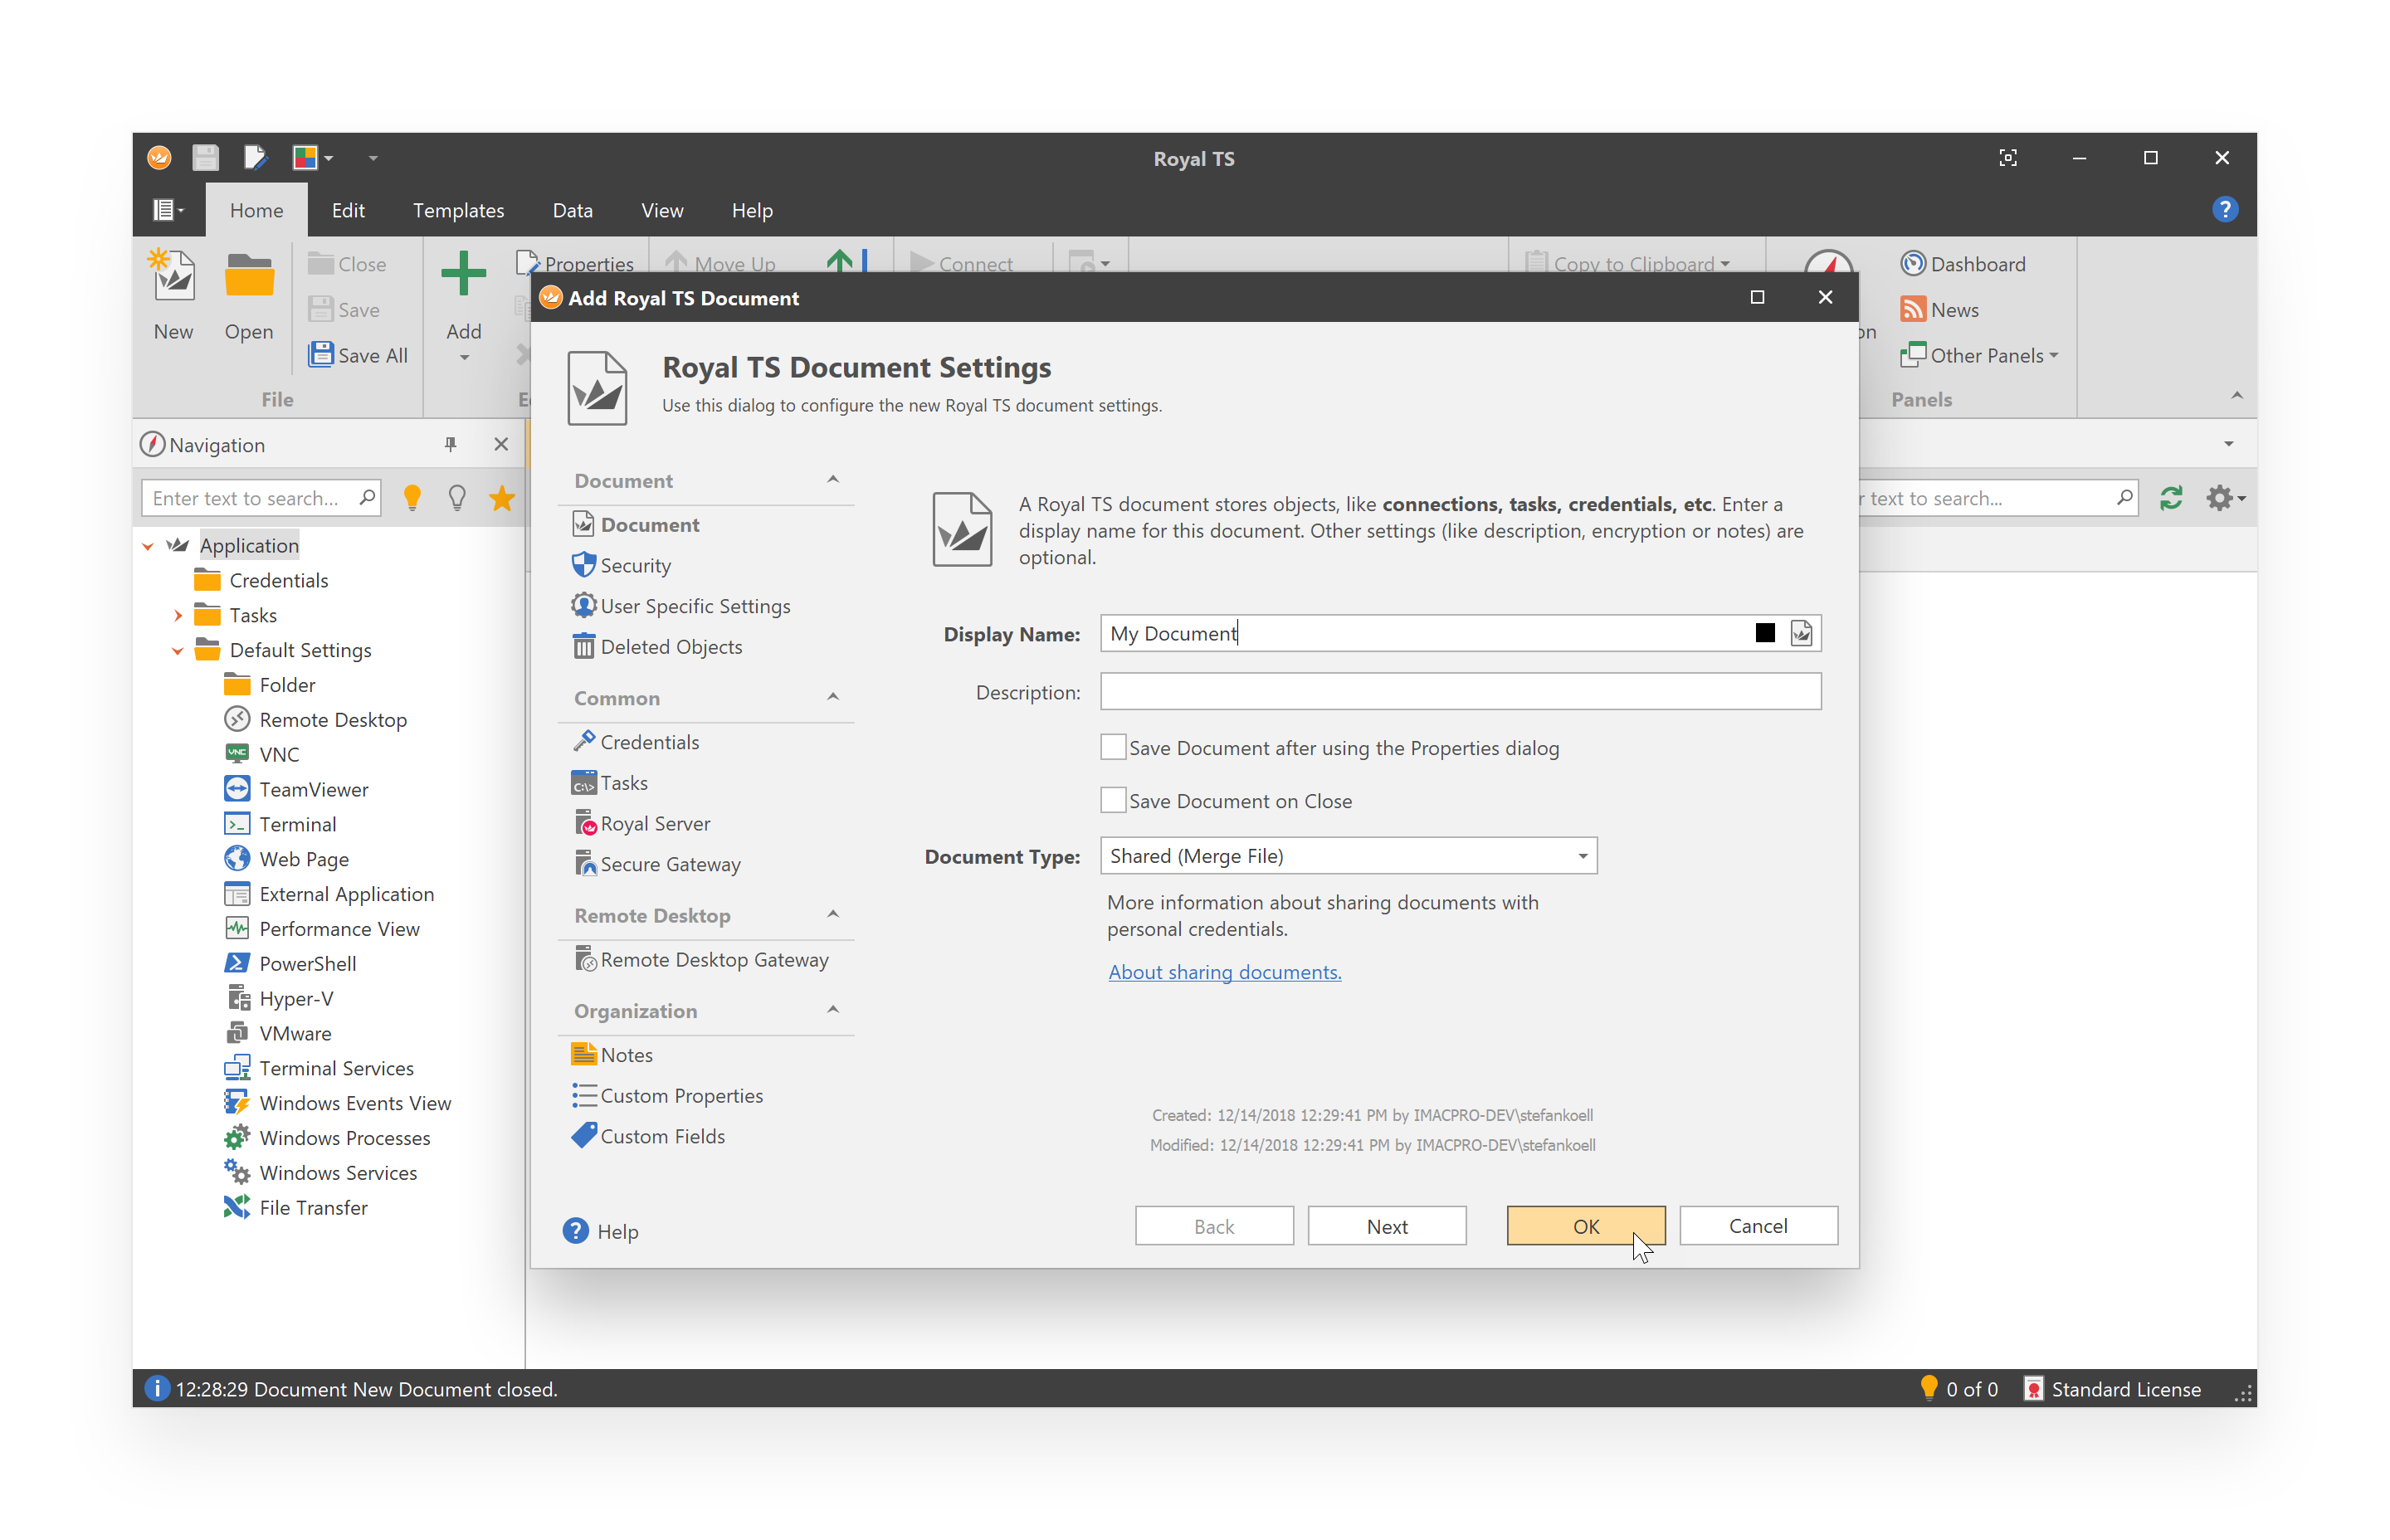 Royal TS
Home Edit Templates Data View Help
New
Open
Close
Save
Save All
File
Add
Properties
Move Up
Connect
Copy to Clipboard
Dashboard
News
Other Panels
Panels
Navigation
Enter text to search...
Application
Credentials
Tasks
Default Settings
Folder
Remote Desktop
VNC
TeamViewer
Terminal
Web Page
External Application
Performance View
PowerShell
Hyper-V
VMware
Terminal Services
Windows Events View
Windows Processes
Windows Services
File Transfer
Add Royal TS Document
Royal TS Document Settings
Use this dialog to configure the new Royal TS document settings.
Document
Document
Security
User Specific Settings
Deleted Objects
Common
Credentials
Tasks
Royal Server
Secure Gateway
Remote Desktop
Remote Desktop Gateway
Organization
Notes
Custom Properties
Custom Fields
A Royal TS document stores objects, like connections, tasks, credentials, etc. Enter a
display name for this document. Other settings (like description, encryption or notes) are
optional.
Display Name: My Document
Description:
Save Document after using the Properties dialog
Save Document on Close
Document Type: Shared (Merge File)
More information about sharing documents with
personal credentials.
About sharing documents.
Created: 12/14/2018 12:29:41 PM by IMACPRO-DEV\stefankoell
Modified: 12/14/2018 12:29:41 PM by IMACPRO-DEV\stefankoell
Help
Back Next OK Cancel
text to search...
12:28:29 Document New Document closed.
0 of 0
Standard License